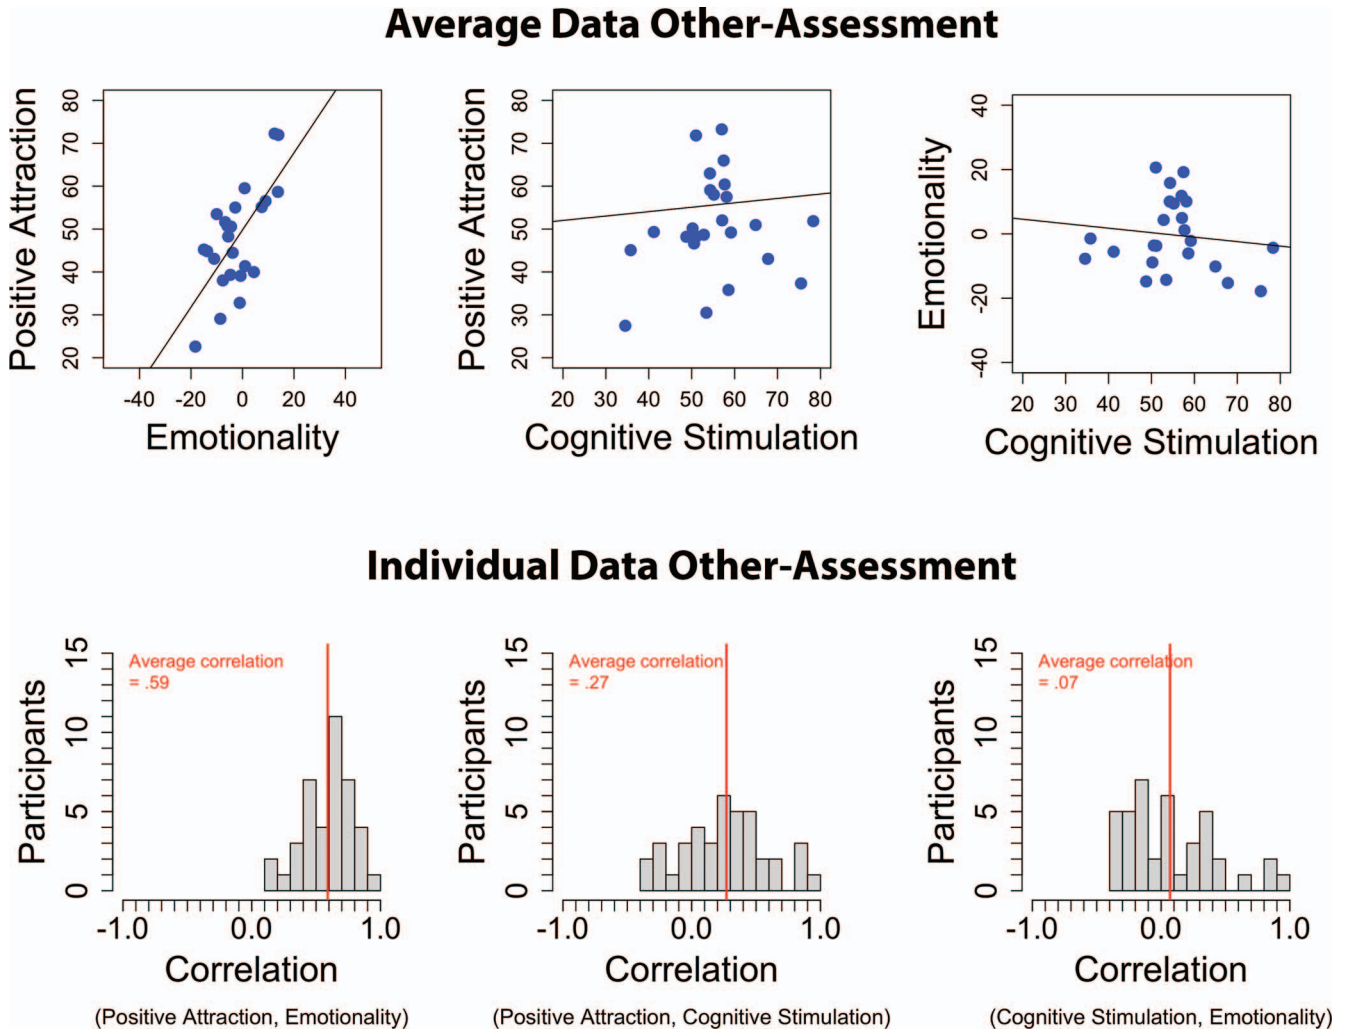 Average Data Other-Assessment
Positive Attraction
20 30 40 50 60 70 80
-40 -20 0 20 40
Emotionality
Positive Attraction
20 30 40 50 60 70 80
20 30 40 50 60 70 80
Cognitive Stimulation
Emotionality
-40 -20 0 20 40
20 30 40 50 60 70 80
Cognitive Stimulation
Individual Data Other-Assessment
Participants
0 5 10 15
Average correlation
= .59
-1.0 0.0 1.0
Correlation
(Positive Attraction, Emotionality)
Participants
0 5 10 15
Average correlation
= .27
-1.0 0.0 1.0
Correlation
(Positive Attraction, Cognitive Stimulation)
Participants
0 5 10 15
Average correlation
= .07
-1.0 0.0 1.0
Correlation
(Cognitive Stimulation, Emotionality)